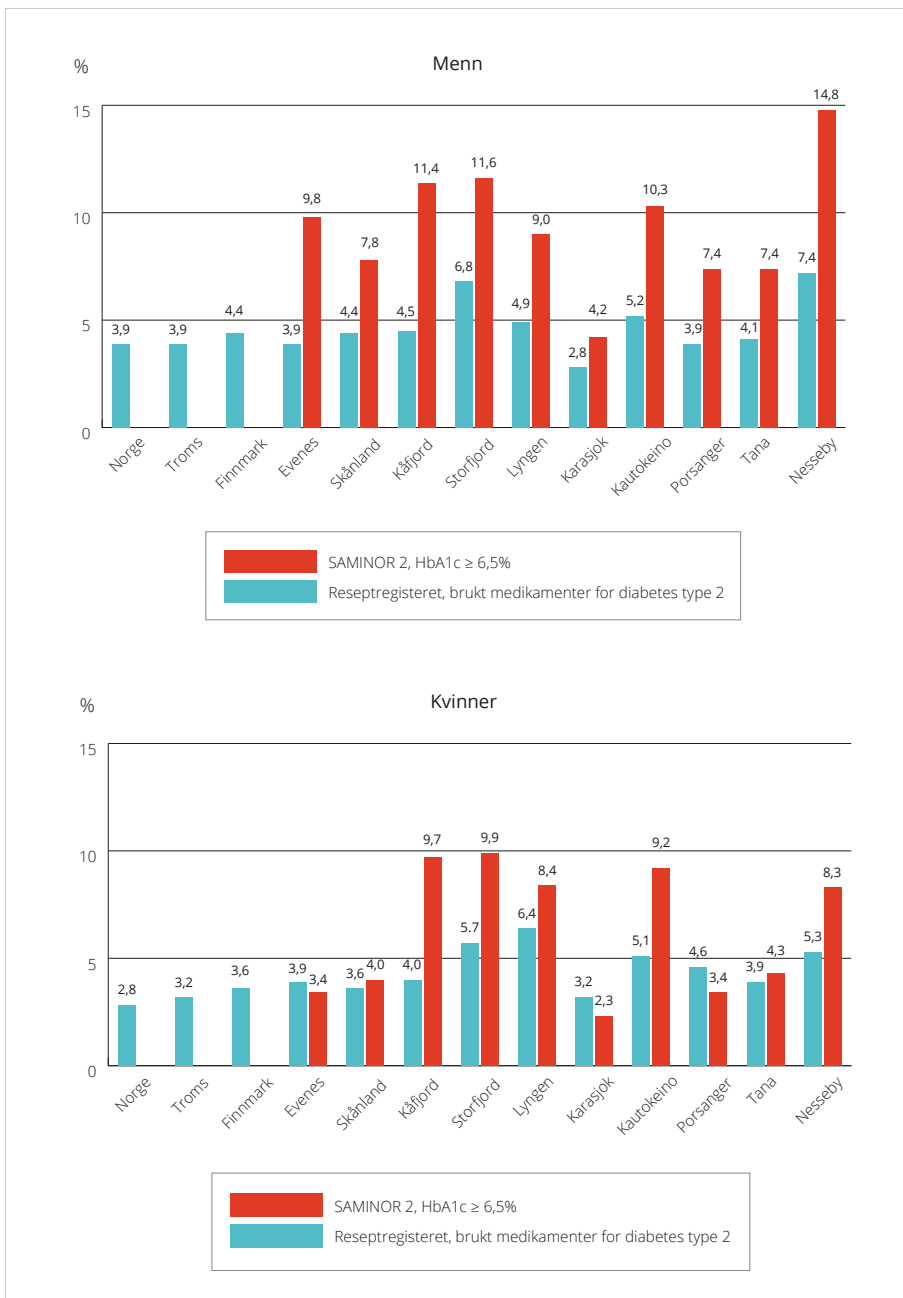 Menn
%
15
10
5
0
3,9 3,9 4,4 3,9 9,8 4,4 7,8 4,5 11,4 6,8 11,6 4,9 9,0 2,8 4,2 5,2 10,3 3,9 7,4 4,1 7,4 7,4 14,8
Norge Troms Finnmark Evenes Skånland Kåfjord Storfjord Lyngen Karasjok Kautokeino Porsanger Tana Nesseby
SAMINOR 2, HbA1c ≥ 6,5%
Reseptregisteret, brukt medikamenter for diabetes type 2
Kvinner
%
15
10
5
0
2,8 3,2 3,6 3,9 3,4 3,6 4,0 4,0 9,7 5.7 9,9 6,4 8,4 3,2 2,3 5,1 9,2 4,6 3,4 3,9 4,3 5,3 8,3
Norge Troms Finnmark Evenes Skånland Kåfjord Storfjord Lyngen Karasjok Kautokeino Porsanger Tana Nesseby
SAMINOR 2, HbA1c ≥ 6,5%
Reseptregisteret, brukt medikamenter for diabetes type 2